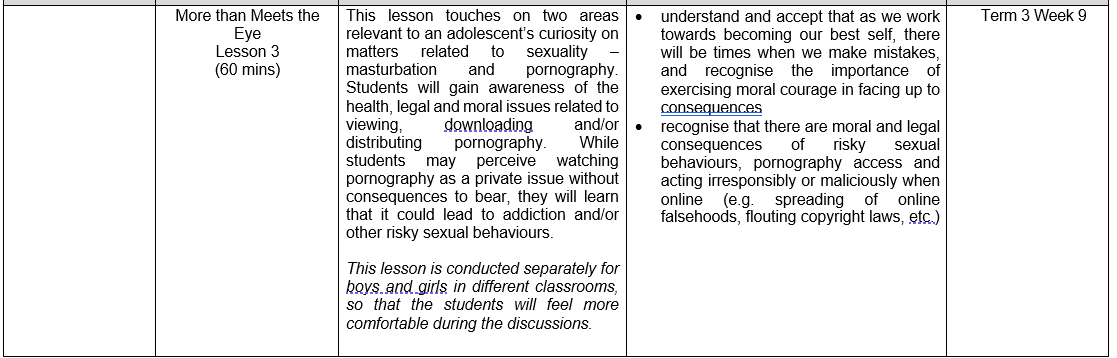 More than Meets the
Eye
Lesson 3
(60 mins)
This lesson touches on two areas
relevant to an adolescent's curiosity on
matters related to sexuality –
masturbation and pornography.
Students will gain awareness of the
health, legal and moral issues related to
viewing, downloading and/or
distributing pornography. While
students may perceive watching
pornography as a private issue without
consequences to bear, they will learn
that it could lead to addiction and/or
other risky sexual behaviours.
This lesson is conducted separately for
boys and girls in different classrooms,
so that the students will feel more
comfortable during the discussions.
• understand and accept that as we work
towards becoming our best self, there
will be times when we make mistakes,
and recognise the importance of
exercising moral courage in facing up to
consequences
• recognise that there are moral and legal
consequences of risky sexual
behaviours, pornography access and
acting irresponsibly or maliciously when
online (e.g. spreading of online
falsehoods, flouting copyright laws, etc.)
Term 3 Week 9